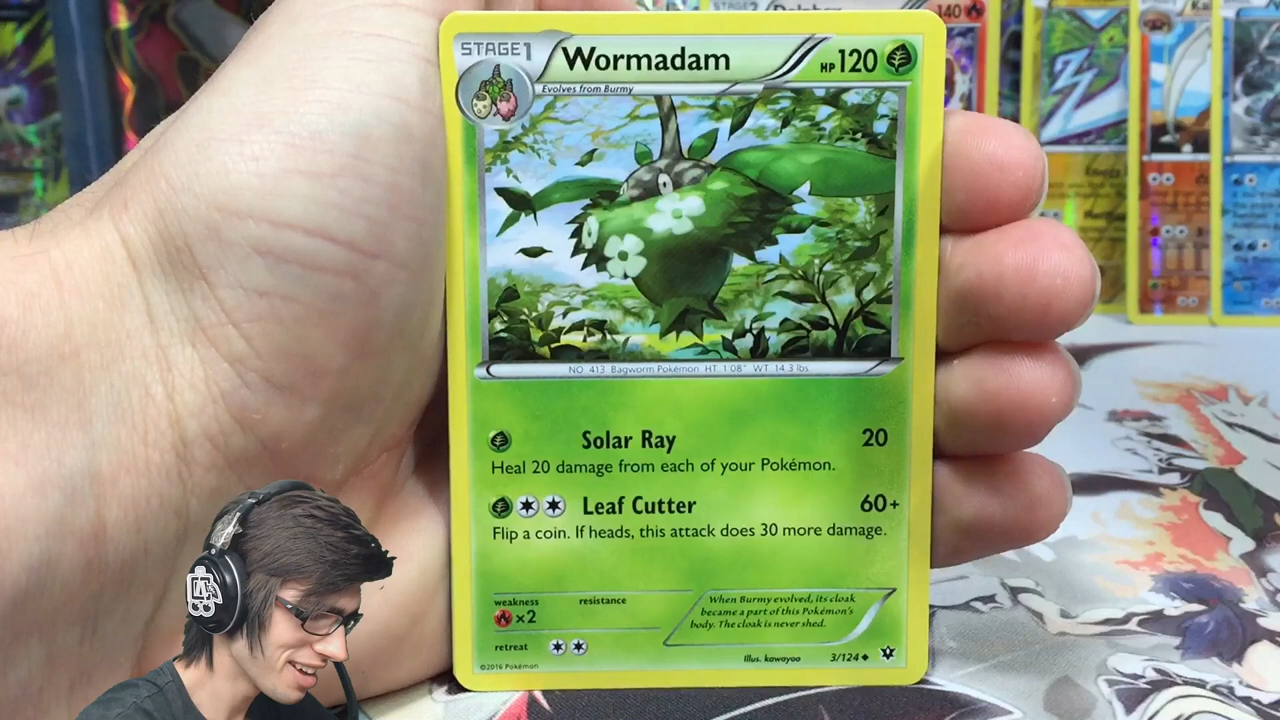 STAGE1
Wormadam
HP 120
Evolves from Burmy
NO. 413 Bagworm Pokémon HT: 1'08" WT: 14.3 lbs.
Solar Ray 20
Heal 20 damage from each of your Pokémon.
Leaf Cutter 60+
Flip a coin. If heads, this attack does 30 more damage.
weakness
resistance
×2
retreat
When Burmy evolved, its cloak
became a part of this Pokémon's
body. The cloak is never shed.
©2016 Pokémon
Illus. kawayoo
3/124
STAGE2
140